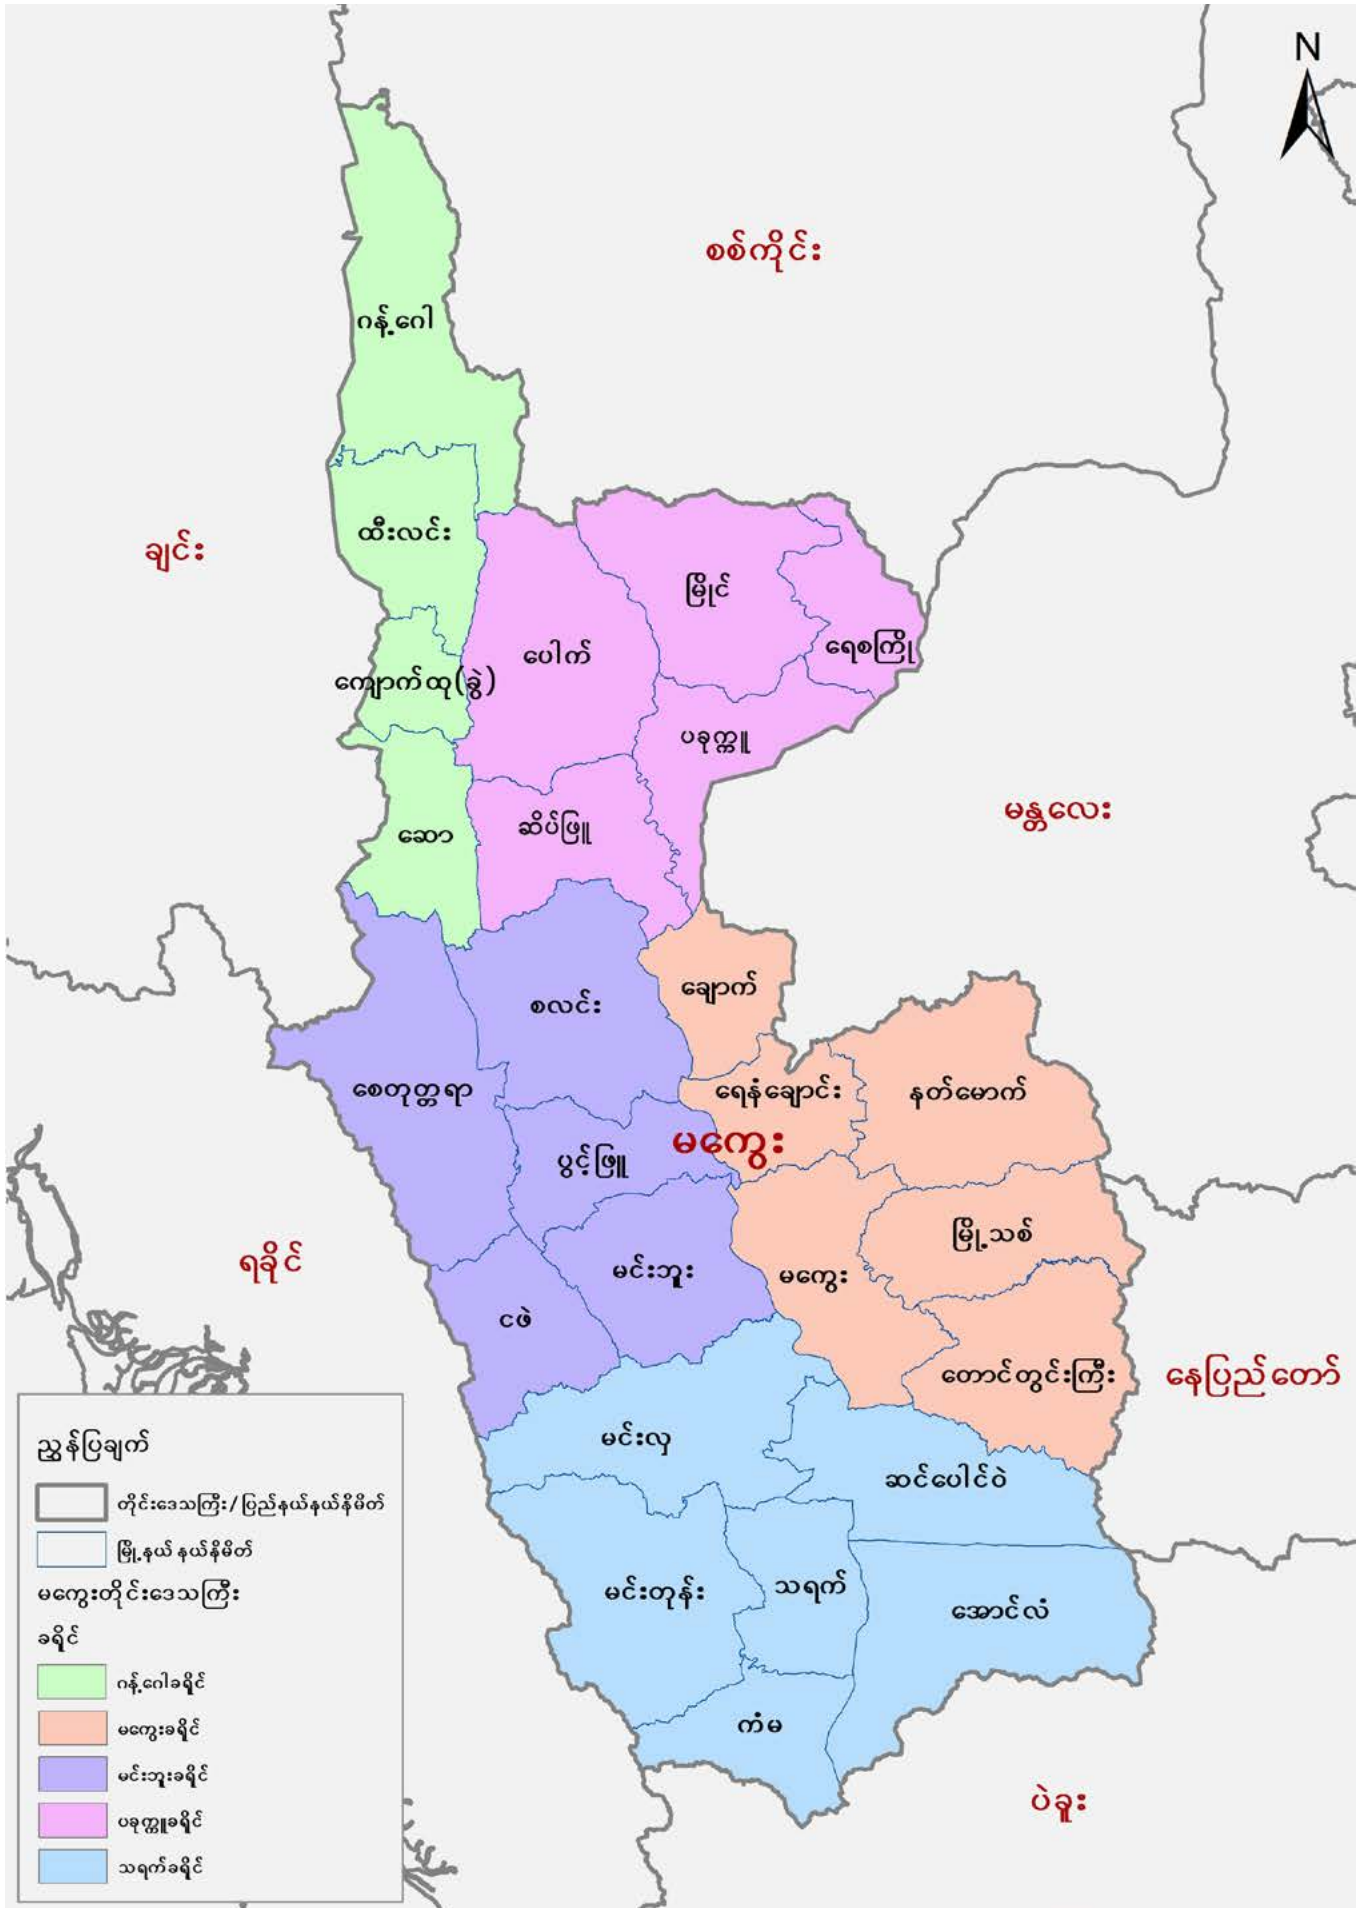 N
စစ်ကိုင်း
ဂန့်ဂေါ
ထီးလင်း
ချင်း
မြိုင်
ရေစကြို
ပေါက်
ကျောက်ထု(ခွဲ)
ပခုက္ကူ
မန္တလေး
ဆိပ်ဖြူ
ဆော
ချောက်
စလင်း
စေတုတ္တရာ
ရေနံချောင်း
နတ်မောက်
မကွေး
ပွင့်ဖြူ
မြို့သစ်
ရခိုင်
မင်းဘူး
မကွေး
ငဖဲ
တောင်တွင်းကြီး
နေပြည်တော်
မင်းလှ
ဆင်ပေါင်ဝဲ
မင်းတုန်း
သရက်
အောင်လံ
ကံမ
ပဲခူး
ညွှန်ပြချက်
တိုင်းဒေသကြီး/ပြည်နယ်နယ်နိမိတ်
မြို့နယ် နယ်နိမိတ်
မကွေးတိုင်းဒေသကြီး
ခရိုင်
ဂန့်ဂေါခရိုင်
မကွေးခရိုင်
မင်းဘူးခရိုင်
ပခုက္ကူခရိုင်
သရက်ခရိုင်